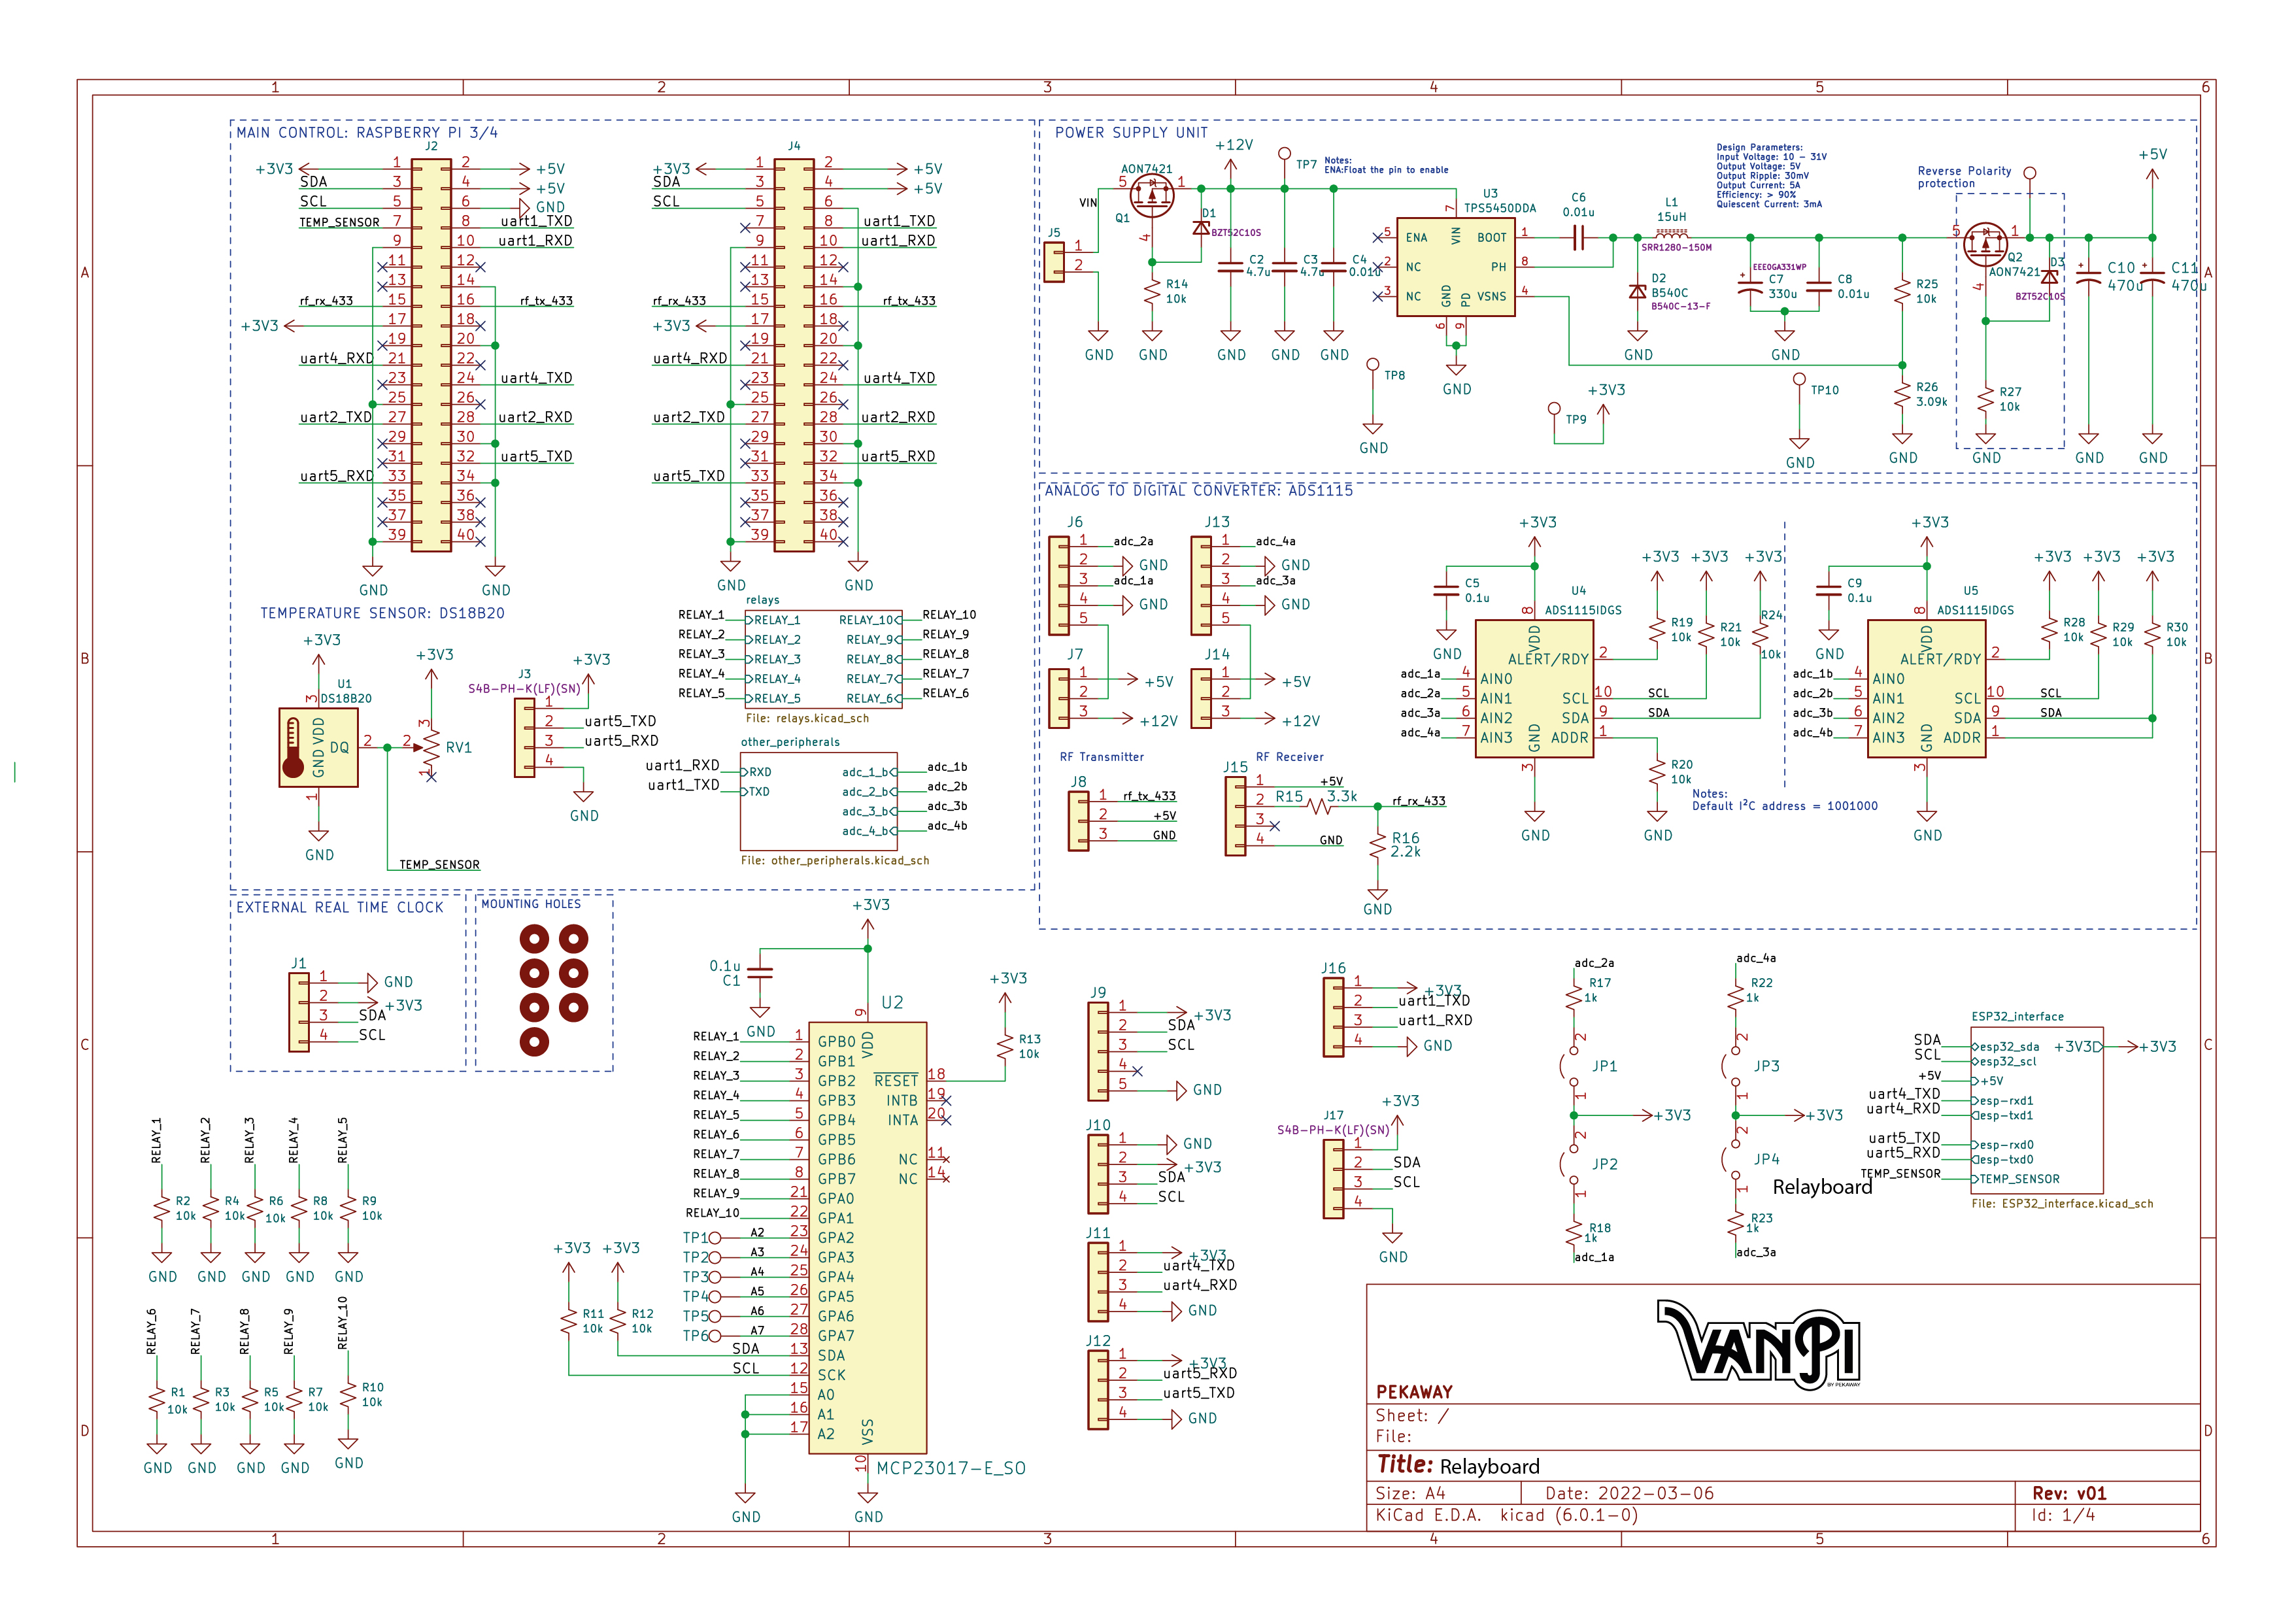 1 2 3 4 5 6
A
B
C
D
MAIN CONTROL: RASPBERRY PI 3/4
J2
+3V3 1 2 +5V
SDA 3 4 +5V
SCL 5 6 GND
TEMP_SENSOR 7 8 uart1_TXD
9 10 uart1_RXD
11 12
13 14
rf_rx_433 15 16 rf_tx_433
+3V3 17 18
19 20
uart4_RXD 21 22
23 24 uart4_TXD
25 26
uart2_TXD 27 28 uart2_RXD
29 30
31 32 uart5_TXD
uart5_RXD 33 34
35 36
37 38
39 40
GND GND
J4
+3V3 1 2 +5V
SDA 3 4 +5V
SCL 5 6
7 8 uart1_TXD
9 10 uart1_RXD
11 12
13 14
rf_rx_433 15 16 rf_tx_433
+3V3 17 18
19 20
uart4_RXD 21 22
23 24 uart4_TXD
25 26
uart2_TXD 27 28 uart2_RXD
29 30
31 32 uart5_RXD
uart5_TXD 33 34
35 36
37 38
39 40
GND GND
TEMPERATURE SENSOR: DS18B20
+3V3
U1
DS18B20
3
GND VDD
DQ 2
1
GND
+3V3
3
2 RV1
1
TEMP_SENSOR
J3
S4B-PH-K(LF)(SN)
+3V3
1
2 uart5_TXD
3 uart5_RXD
4
GND
relays
RELAY_1 RELAY_1 RELAY_10 RELAY_10
RELAY_2 RELAY_2 RELAY_9 RELAY_9
RELAY_3 RELAY_3 RELAY_8 RELAY_8
RELAY_4 RELAY_4 RELAY_7 RELAY_7
RELAY_5 RELAY_5 RELAY_6 RELAY_6
File: relays.kicad_sch
other_peripherals
uart1_RXD RXD adc_1_b adc_1b
uart1_TXD TXD adc_2_b adc_2b
adc_3_b adc_3b
adc_4_b adc_4b
File: other_peripherals.kicad_sch
POWER SUPPLY UNIT
VIN
J5
1
2
GND
AON7421
5 1
Q1
4
R14
10k
GND
D1
BZT52C10S
+12V
C2
4.7u
GND
TP7
C3
4.7u
GND
C4
0.01u
GND
Notes:
ENA:Float the pin to enable
U3
TPS5450DDA
7
VIN
5 ENA BOOT 1
2 NC PH 8
3 NC VSNS 4
GND PD
6 9
GND
C6
0.01u
L1
15uH
SRR1280-150M
D2
B540C
B540C-13-F
GND
Design Parameters:
Input Voltage: 10 - 31V
Output Voltage: 5V
Output Ripple: 30mV
Output Current: 5A
Efficiency: > 90%
Quiescent Current: 3mA
EEE0GA331WP
C7
330u
C8
0.01u
GND
R25
10k
R26
3.09k
GND
Reverse Polarity
protection
5 1
Q2
AON7421
4
D3
BZT52C10S
R27
10k
GND
+5V
C10
470u
GND
C11
470u
GND
TP8
GND
TP9
+3V3
TP10
GND
ANALOG TO DIGITAL CONVERTER: ADS1115
J6
1 adc_2a
2 GND
3 adc_1a
4 GND
5
J7
1 +5V
2
3 +12V
J13
1 adc_4a
2 GND
3 adc_3a
4 GND
5
J14
1 +5V
2
3 +12V
RF Transmitter
J8
1 rf_tx_433
2 +5V
3 GND
RF Receiver
J15
1 +5V
2 R15 3.3k rf_rx_433
3
4 GND
R16
2.2k
GND
+3V3
C5
0.1u
GND
U4
ADS1115IDGS
8
VDD
ALERT/RDY 2
adc_1a 4 AIN0
adc_2a 5 AIN1 SCL 10 SCL
adc_3a 6 AIN2 SDA 9 SDA
adc_4a 7 AIN3 ADDR 1
GND
3
GND
+3V3 +3V3 +3V3
R19
10k
R21
10k
R24
10k
R20
10k
GND
Notes:
Default I²C address = 1001000
+3V3
C9
0.1u
GND
U5
ADS1115IDGS
8
VDD
ALERT/RDY 2
adc_1b 4 AIN0
adc_2b 5 AIN1 SCL 10 SCL
adc_3b 6 AIN2 SDA 9 SDA
adc_4b 7 AIN3 ADDR 1
GND
3
GND
+3V3 +3V3 +3V3
R28
10k
R29
10k
R30
10k
EXTERNAL REAL TIME CLOCK
J1
1 GND
2 +3V3
3 SDA
4 SCL
MOUNTING HOLES
RELAY_1 RELAY_2 RELAY_3 RELAY_4 RELAY_5
R2 R4 R6 R8 R9
10k 10k 10k 10k 10k
GND GND GND GND GND
RELAY_6 RELAY_7 RELAY_8 RELAY_9 RELAY_10
R1 R3 R5 R7 R10
10k 10k 10k 10k 10k
GND GND GND GND GND
+3V3
0.1u
C1
GND
U2
9
VDD
RELAY_1 1 GPB0
RELAY_2 2 GPB1
RELAY_3 3 GPB2 RESET 18
RELAY_4 4 GPB3 INTB 19
RELAY_5 5 GPB4 INTA 20
RELAY_6 6 GPB5
RELAY_7 7 GPB6 NC 11
RELAY_8 8 GPB7 NC 14
RELAY_9 21 GPA0
RELAY_10 22 GPA1
TP1 A2 23 GPA2
TP2 A3 24 GPA3
TP3 A4 25 GPA4
TP4 A5 26 GPA5
TP5 A6 27 GPA6
TP6 A7 28 GPA7
SDA 13 SDA
SCL 12 SCK
15 A0
16 A1
17 A2
VSS
10
MCP23017-E_SO
GND GND
+3V3 +3V3
R11
10k
R12
10k
+3V3
R13
10k
J9
1 +3V3
2 SDA
3 SCL
4
5 GND
J10
1 GND
2 +3V3
3 SDA
4 SCL
J11
1 +3V3
2 uart4_TXD
3 uart4_RXD
4 GND
J12
1 +3V3
2 uart5_RXD
3 uart5_TXD
4 GND
J16
1 +3V3
2 uart1_TXD
3 uart1_RXD
4 GND
J17
S4B-PH-K(LF)(SN)
+3V3
1
2 SDA
3 SCL
4
GND
adc_2a
R17
1k
2
JP1
1
+3V3
2
JP2
1
R18
1k
adc_1a
adc_4a
R22
1k
2
JP3
1
+3V3
2
JP4
1
R23
1k
adc_3a
Relayboard
ESP32_interface
SDA esp32_sda +3V3 +3V3
SCL esp32_scl
+5V +5V
uart4_TXD esp-rxd1
uart4_RXD esp-txd1
uart5_TXD esp-rxd0
uart5_RXD esp-txd0
TEMP_SENSOR TEMP_SENSOR
File: ESP32_interface.kicad_sch
VANPI
BY PEKAWAY
PEKAWAY
Sheet: /
File:
Title: Relayboard
Size: A4 Date: 2022-03-06 Rev: v01
KiCad E.D.A. kicad (6.0.1-0) Id: 1/4
A
B
C
D
1 2 3 4 5 6